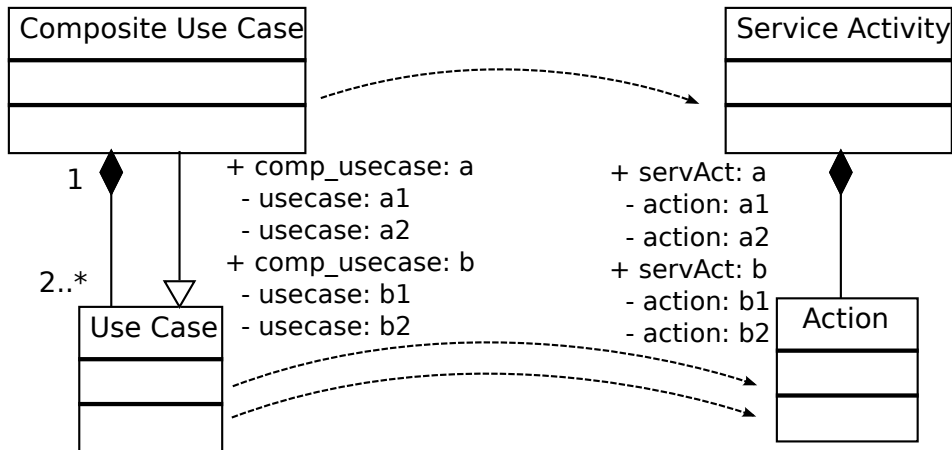 Composite Use Case
Service Activity
1
2..*
+ comp_usecase: a
- usecase: a1
- usecase: a2
+ comp_usecase: b
- usecase: b1
- usecase: b2
+ servAct: a
- action: a1
- action: a2
+ servAct: b
- action: b1
- action: b2
Use Case
Action